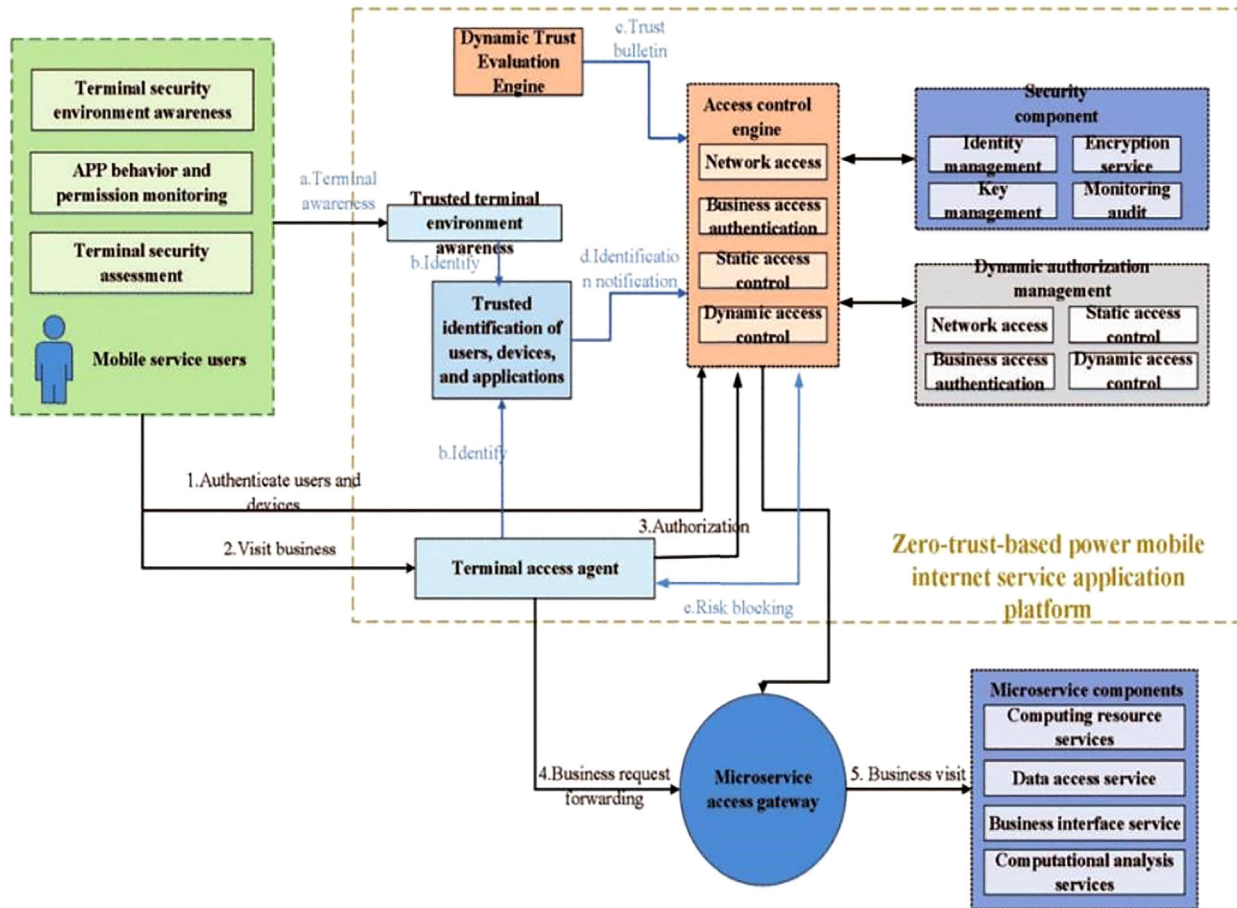 Terminal security
environment awareness
APP behavior and
permission monitoring
Terminal security
assessment
Mobile service users
a.Terminal
awareness
Dynamic Trust
Evaluation
Engine
c.Trust
bulletin
Trusted terminal
environment
awareness
b.Identify
Trusted
identification of
users, devices,
and applications
d.Identificatio
n notification
b.Identify
Access control
engine
Network access
Business access
authentication
Static access
control
Dynamic access
control
Security
component
Identity
management
Encryption
service
Key
management
Monitoring
audit
Dynamic authorization
management
Network access
Static access
control
Business access
authentication
Dynamic access
control
1.Authenticate users and
devices
2.Visit business
Terminal access agent
3.Authorization
e.Risk blocking
Zero-trust-based power mobile
internet service application
platform
4.Business request
forwarding
Microservice
access gateway
5. Business visit
Microservice components
Computing resource
services
Data access service
Business interface service
Computational analysis
services